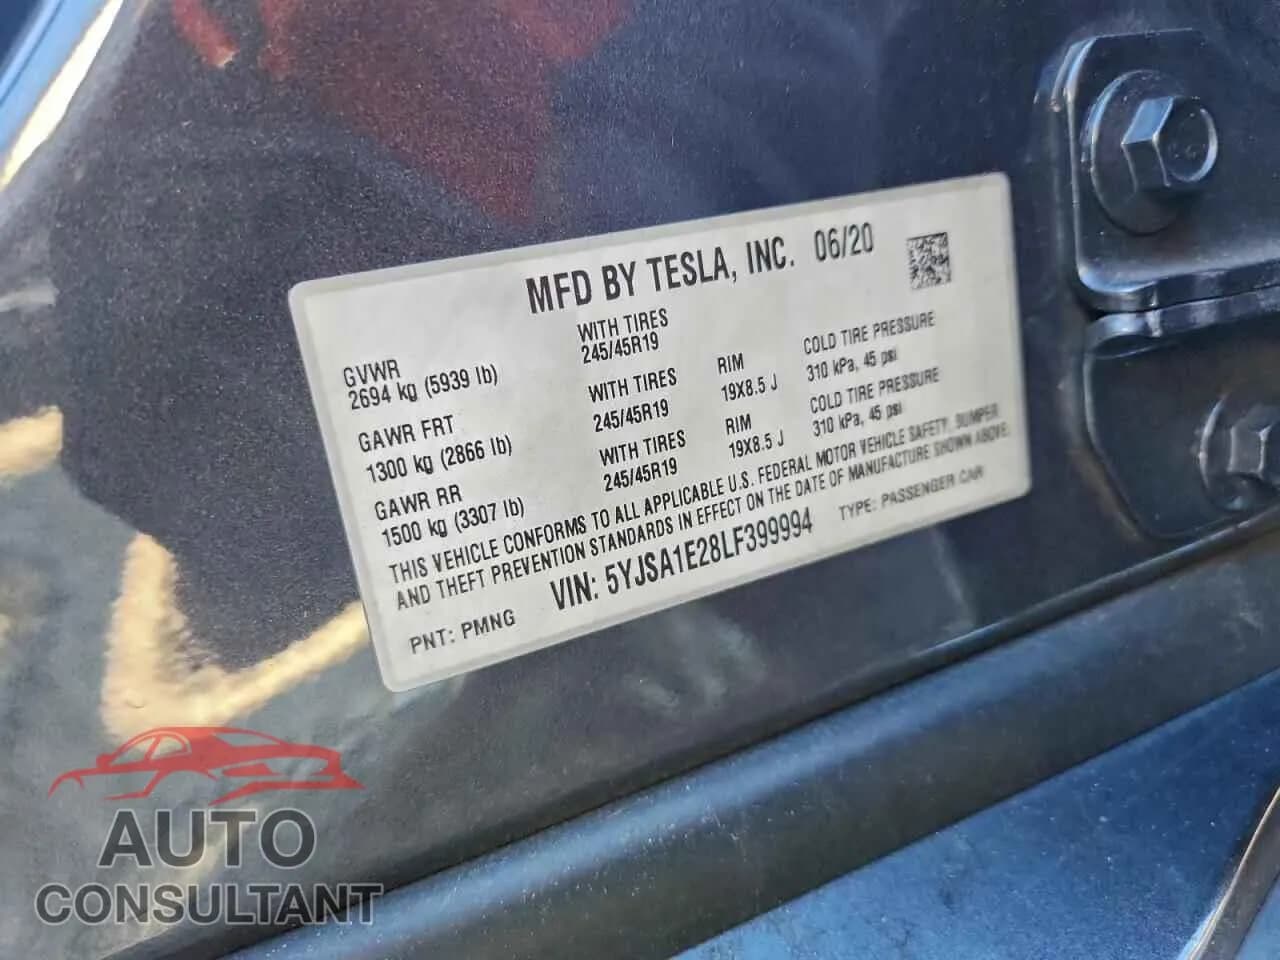 MFD BY TESLA, INC. 06/20
GVWR
2694 kg (5939 lb)
WITH TIRES
245/45R19
GAWR FRT
1300 kg (2866 lb)
WITH TIRES
245/45R19
RIM
19X8.5 J
COLD TIRE PRESSURE
310 kPa, 45 psi
GAWR RR
1500 kg (3307 lb)
WITH TIRES
245/45R19
RIM
19X8.5 J
COLD TIRE PRESSURE
310 kPa, 45 psi
THIS VEHICLE CONFORMS TO ALL APPLICABLE U.S. FEDERAL MOTOR VEHICLE SAFETY, BUMPER
AND THEFT PREVENTION STANDARDS IN EFFECT ON THE DATE OF MANUFACTURE SHOWN ABOVE.
PNT: PMNG
VIN: 5YJSA1E28LF399994
TYPE: PASSENGER CAR
AUTO
CONSULTANT